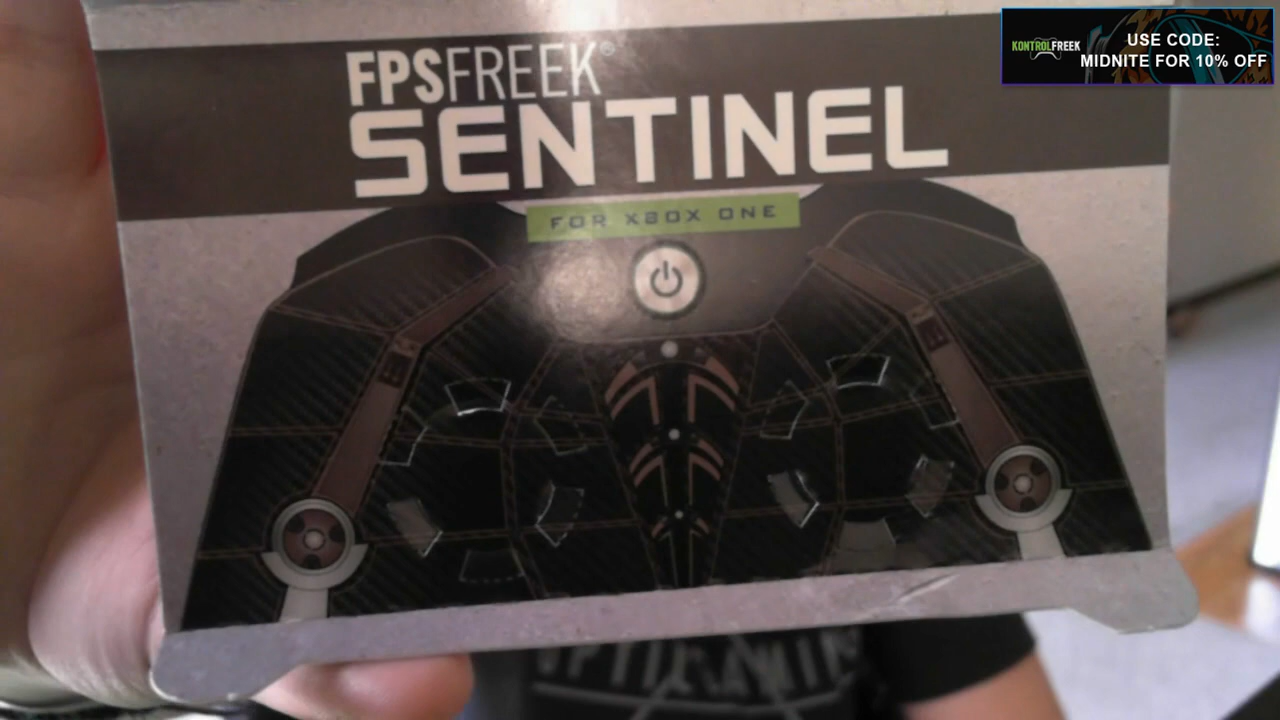 FPSFREEK®
SENTINEL
FOR XBOX ONE
KONTROLFREEK
USE CODE:
MIDNITE FOR 10% OFF